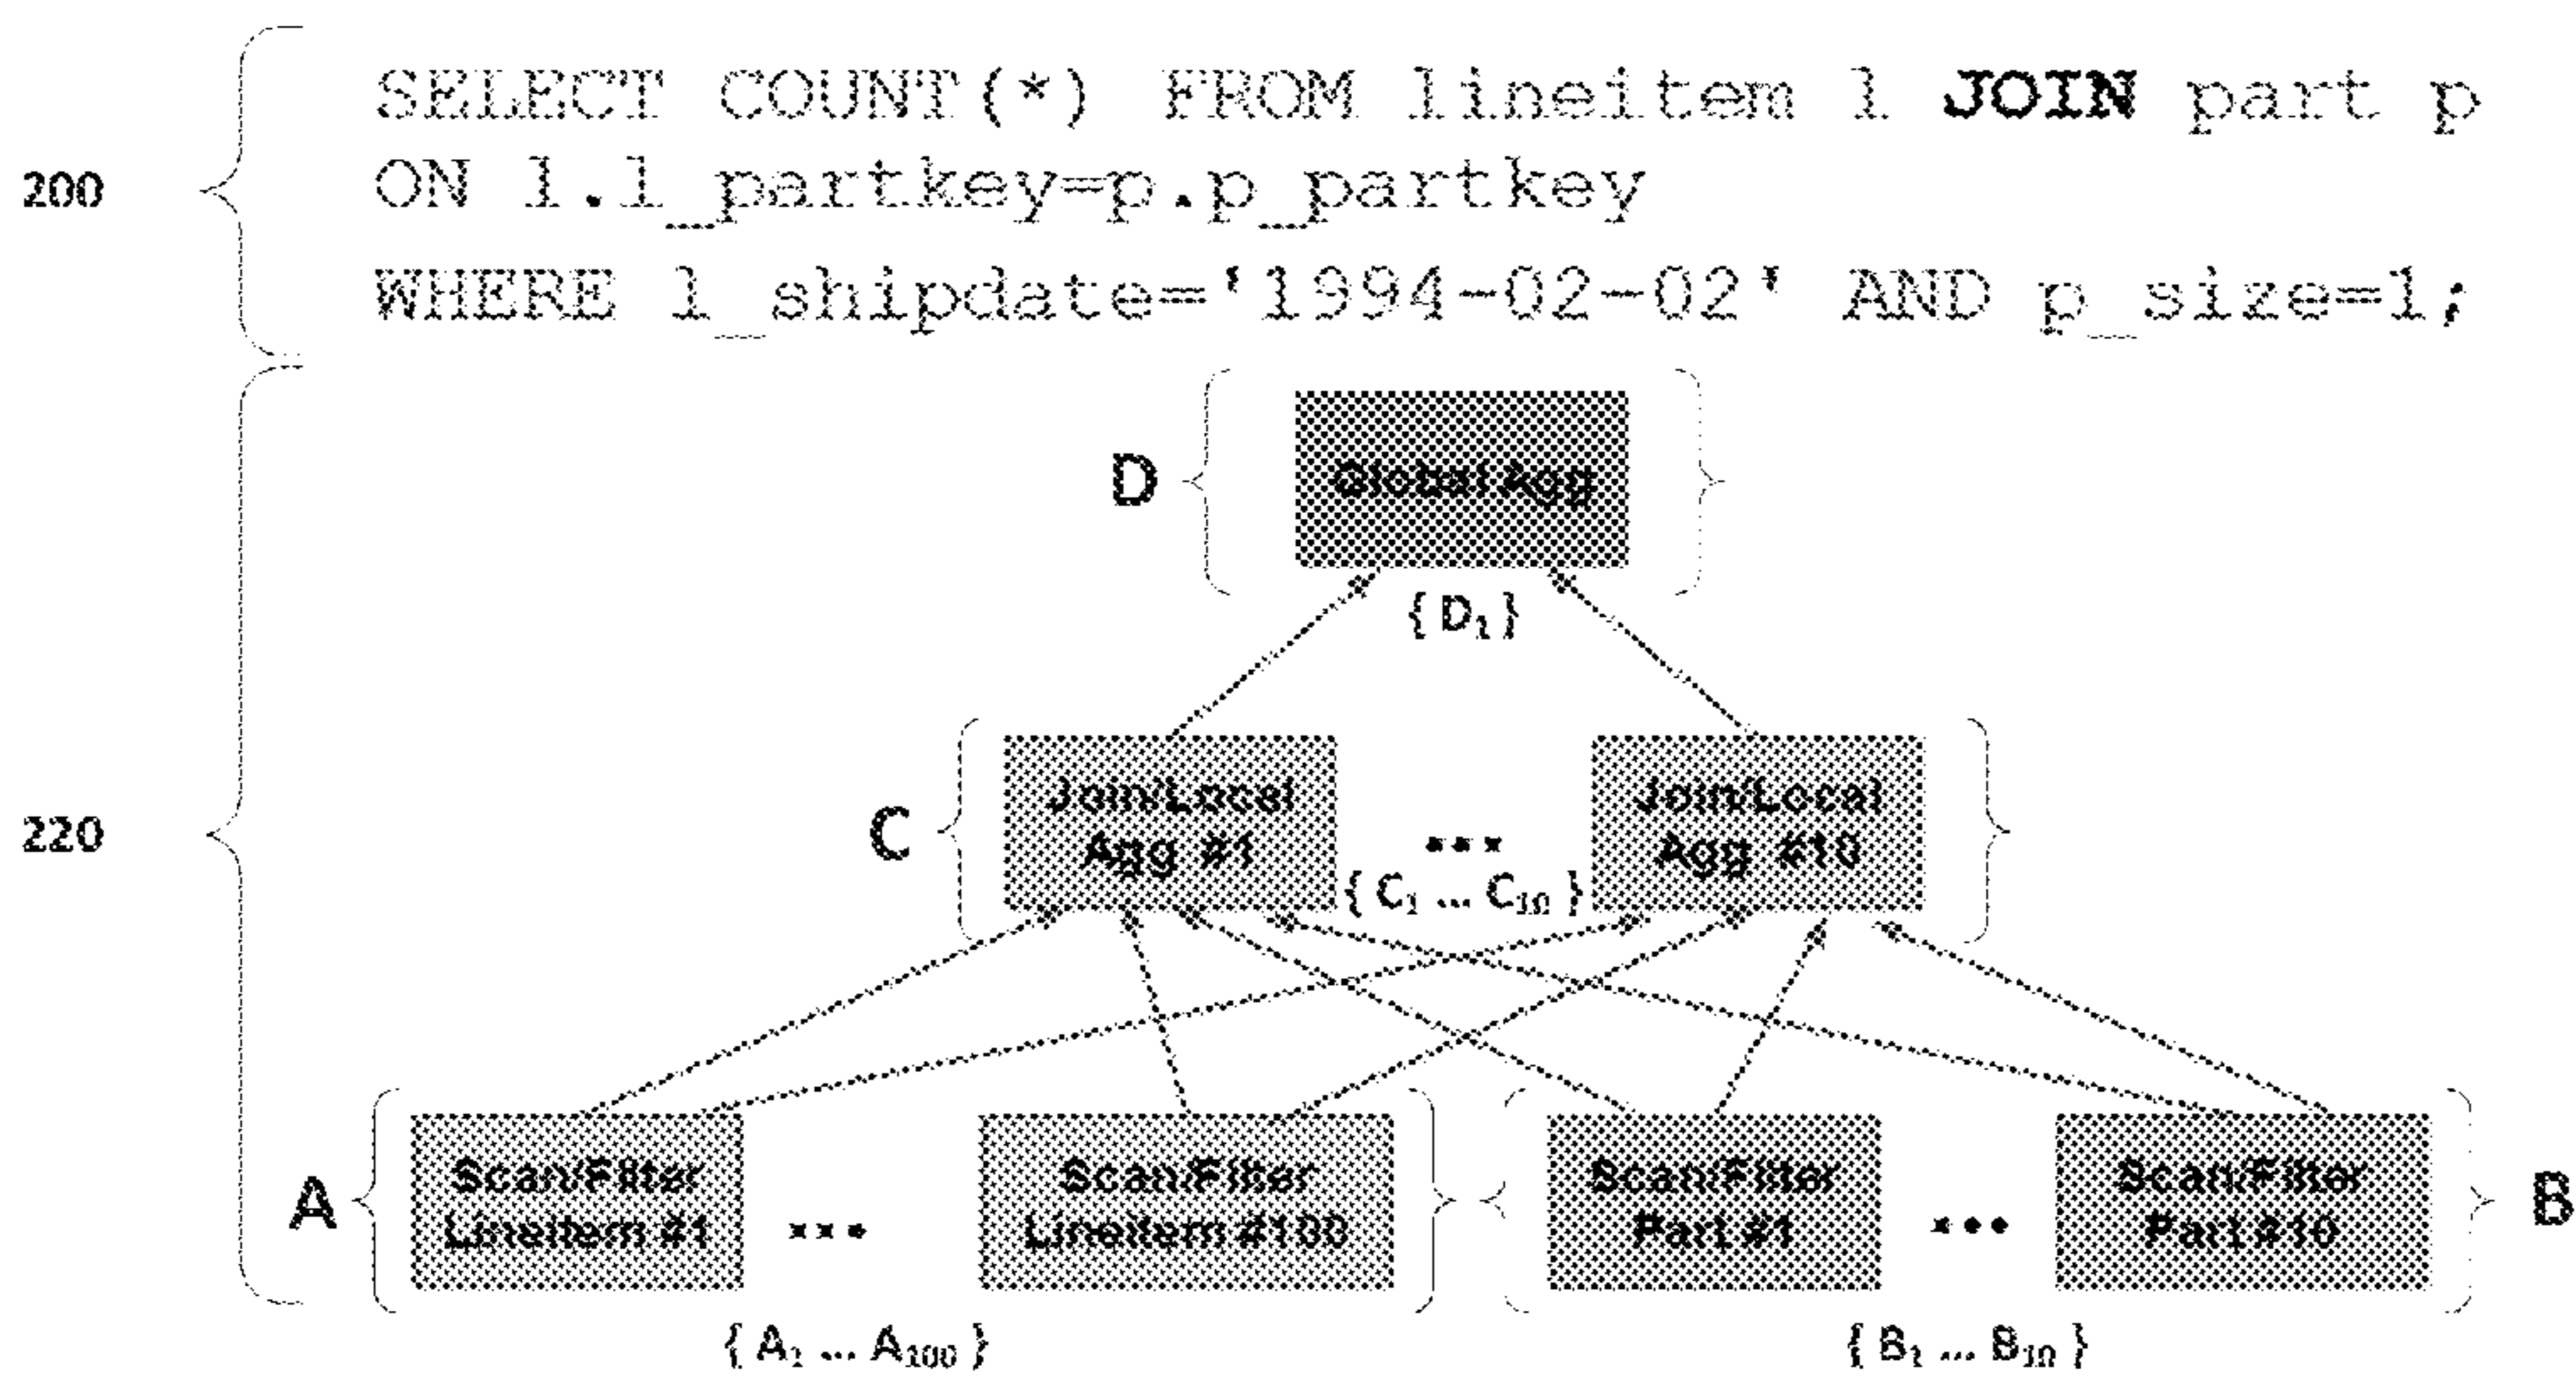 SELECT COUNT(*) FROM lineitem l JOIN part p
200
ON l.l_partkey=p.p_partkey
WHERE l_shipdate='1994-02-02' AND p_size=1;
D
Global Agg
{ D1 }
220
C
Join/Local
Agg #1
...
{ C1 ... C10 }
Join/Local
Agg #10
A
Scan/Filter
Lineitem #1
...
Scan/Filter
Lineitem #100
Scan/Filter
Part #1
...
Scan/Filter
Part #10
B
{ A1 ... A100 }
{ B1 ... B10 }